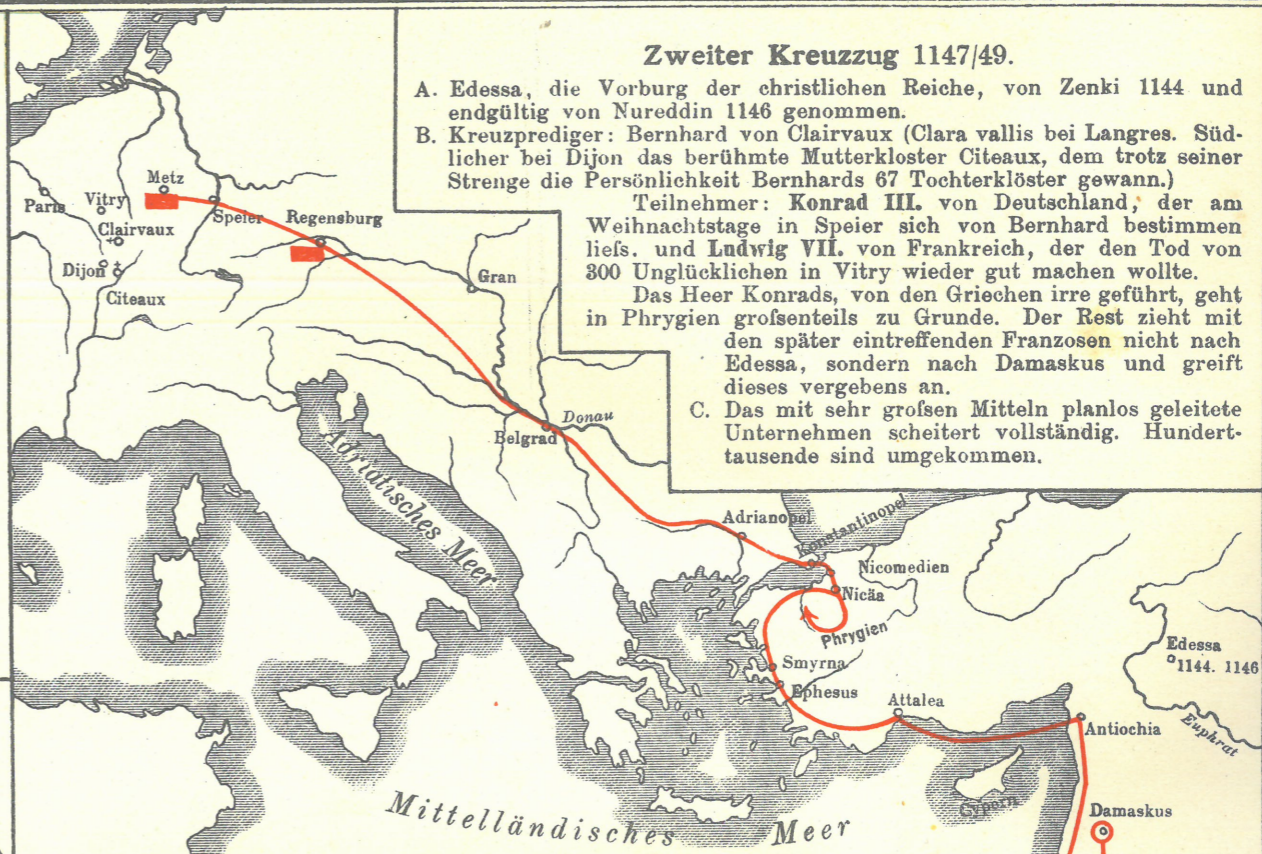 Zweiter Kreuzzug 1147/49.
A. Edessa, die Vorburg der christlichen Reiche, von Zenki 1144 und
endgültig von Nureddin 1146 genommen.
B. Kreuzprediger: Bernhard von Clairvaux (Clara vallis bei Langres. Süd-
licher bei Dijon das berühmte Mutterkloster Citeaux, dem trotz seiner
Strenge die Persönlichkeit Bernhards 67 Tochterklöster gewann.)
Teilnehmer: Konrad III. von Deutschland, der am
Weihnachtstage in Speier sich von Bernhard bestimmen
liefs. und Ludwig VII. von Frankreich, der den Tod von
300 Unglücklichen in Vitry wieder gut machen wollte.
Das Heer Konrads, von den Griechen irre geführt, geht
in Phrygien grofsenteils zu Grunde. Der Rest zieht mit
den später eintreffenden Franzosen nicht nach
Edessa, sondern nach Damaskus und greift
dieses vergebens an.
C. Das mit sehr grofsen Mitteln planlos geleitete
Unternehmen scheitert vollständig. Hundert-
tausende sind umgekommen.
Metz
Paris
Vitry
Speier
Regensburg
Clairvaux
Dijon
Citeaux
Gran
Donau
Belgrad
Adriatisches Meer
Adrianopel
Konstantinopel
Nicomedien
Nicäa
Phrygien
Smyrna
Ephesus
Attalea
Antiochia
Edessa
1144. 1146
Euphrat
Cypern
Damaskus
Mittelländisches Meer